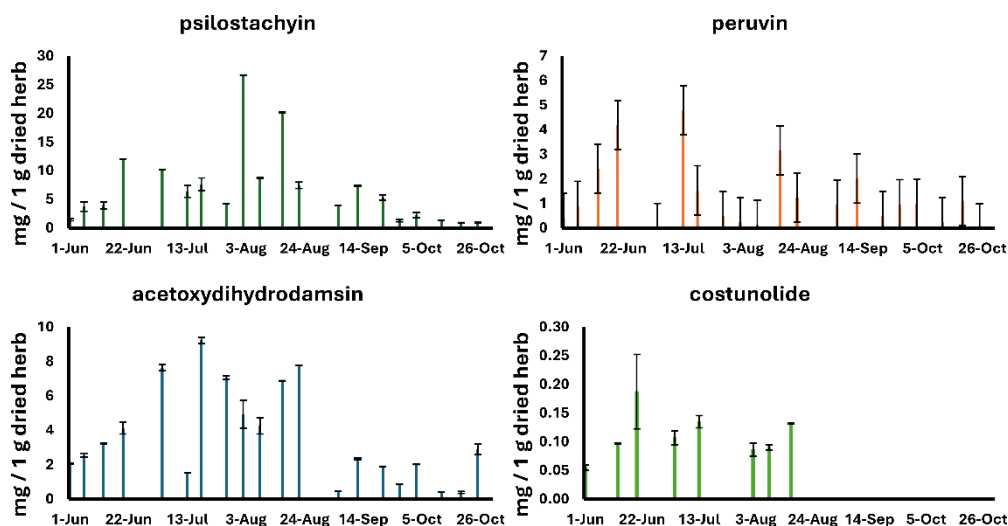 psilostachyin
mg / 1 g dried herb
30
25
20
15
10
5
0
1-Jun 22-Jun 13-Jul 3-Aug 24-Aug 14-Sep 5-Oct 26-Oct
peruvin
mg / 1 g dried herb
7
6
5
4
3
2
1
0
1-Jun 22-Jun 13-Jul 3-Aug 24-Aug 14-Sep 5-Oct 26-Oct
acetoxydihydrodamsin
mg / 1 g dried herb
10
8
6
4
2
0
1-Jun 22-Jun 13-Jul 3-Aug 24-Aug 14-Sep 5-Oct 26-Oct
costunolide
mg / 1 g dried herb
0.30
0.25
0.20
0.15
0.10
0.05
0.00
1-Jun 22-Jun 13-Jul 3-Aug 24-Aug 14-Sep 5-Oct 26-Oct